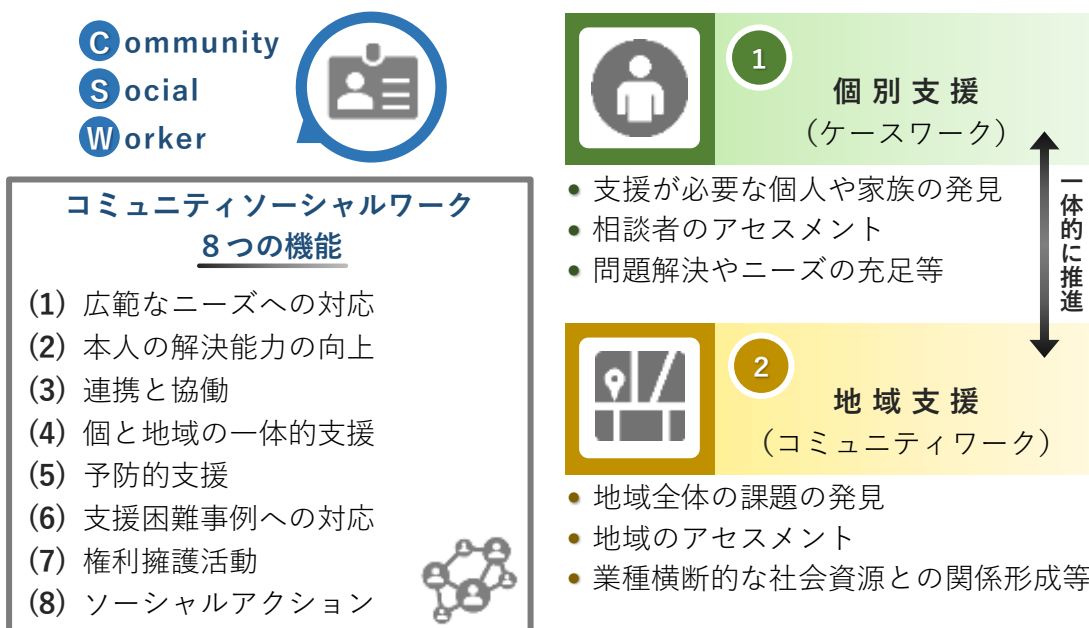 Community
Social
Worker
コミュニティソーシャルワーク
８つの機能
(1) 広範なニーズへの対応
(2) 本人の解決能力の向上
(3) 連携と協働
(4) 個と地域の一体的支援
(5) 予防的支援
(6) 支援困難事例への対応
(7) 権利擁護活動
(8) ソーシャルアクション
1
個別支援
（ケースワーク）
• 支援が必要な個人や家族の発見
• 相談者のアセスメント
• 問題解決やニーズの充足等
一体的に推進
2
地域支援
（コミュニティワーク）
• 地域全体の課題の発見
• 地域のアセスメント
• 業種横断的な社会資源との関係形成等